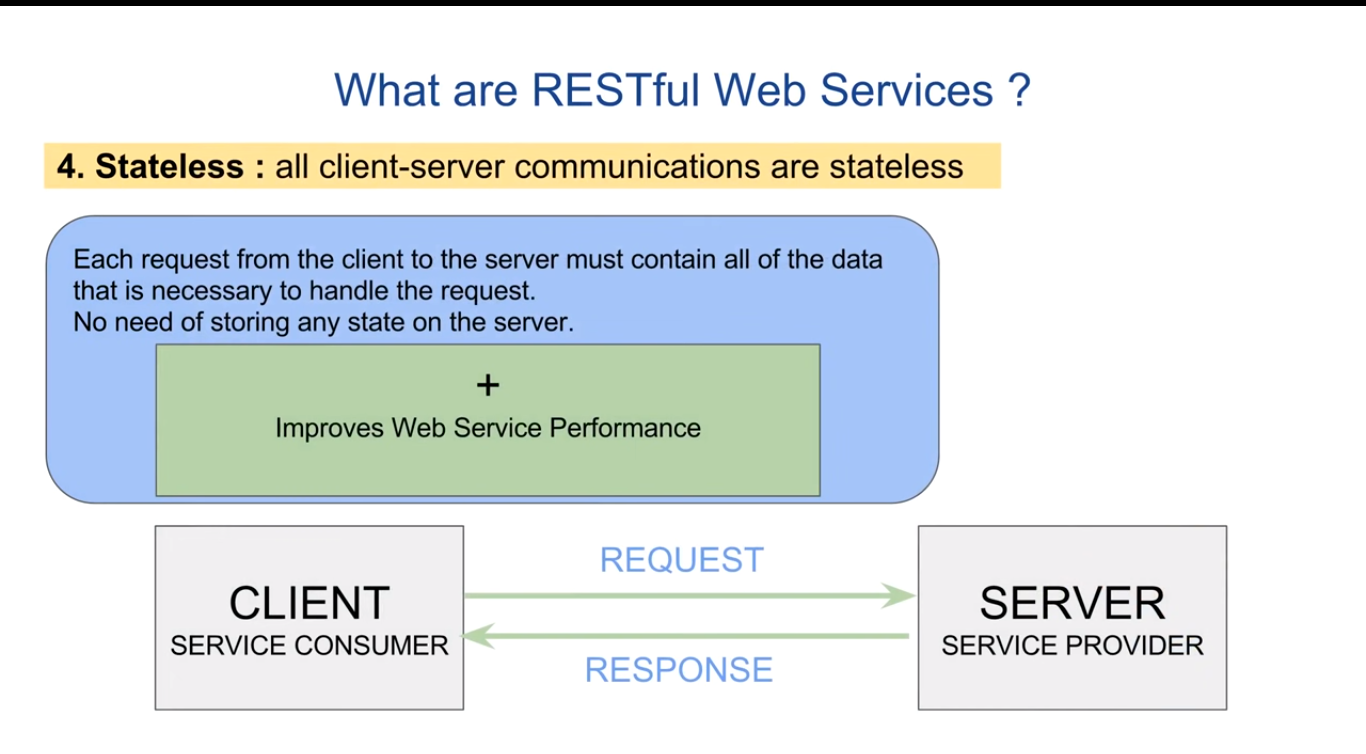 What are RESTful Web Services ?
4. Stateless : all client-server communications are stateless
Each request from the client to the server must contain all of the data
that is necessary to handle the request.
No need of storing any state on the server.
+
Improves Web Service Performance
CLIENT
SERVICE CONSUMER
REQUEST
RESPONSE
SERVER
SERVICE PROVIDER